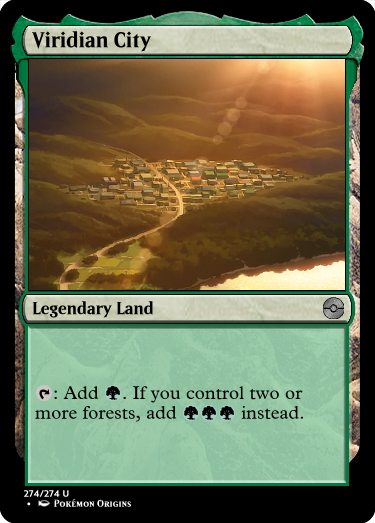 Viridian City
Legendary Land
: Add . If you control two or
more forests, add instead.
274/274 U
• Pokémon Origins